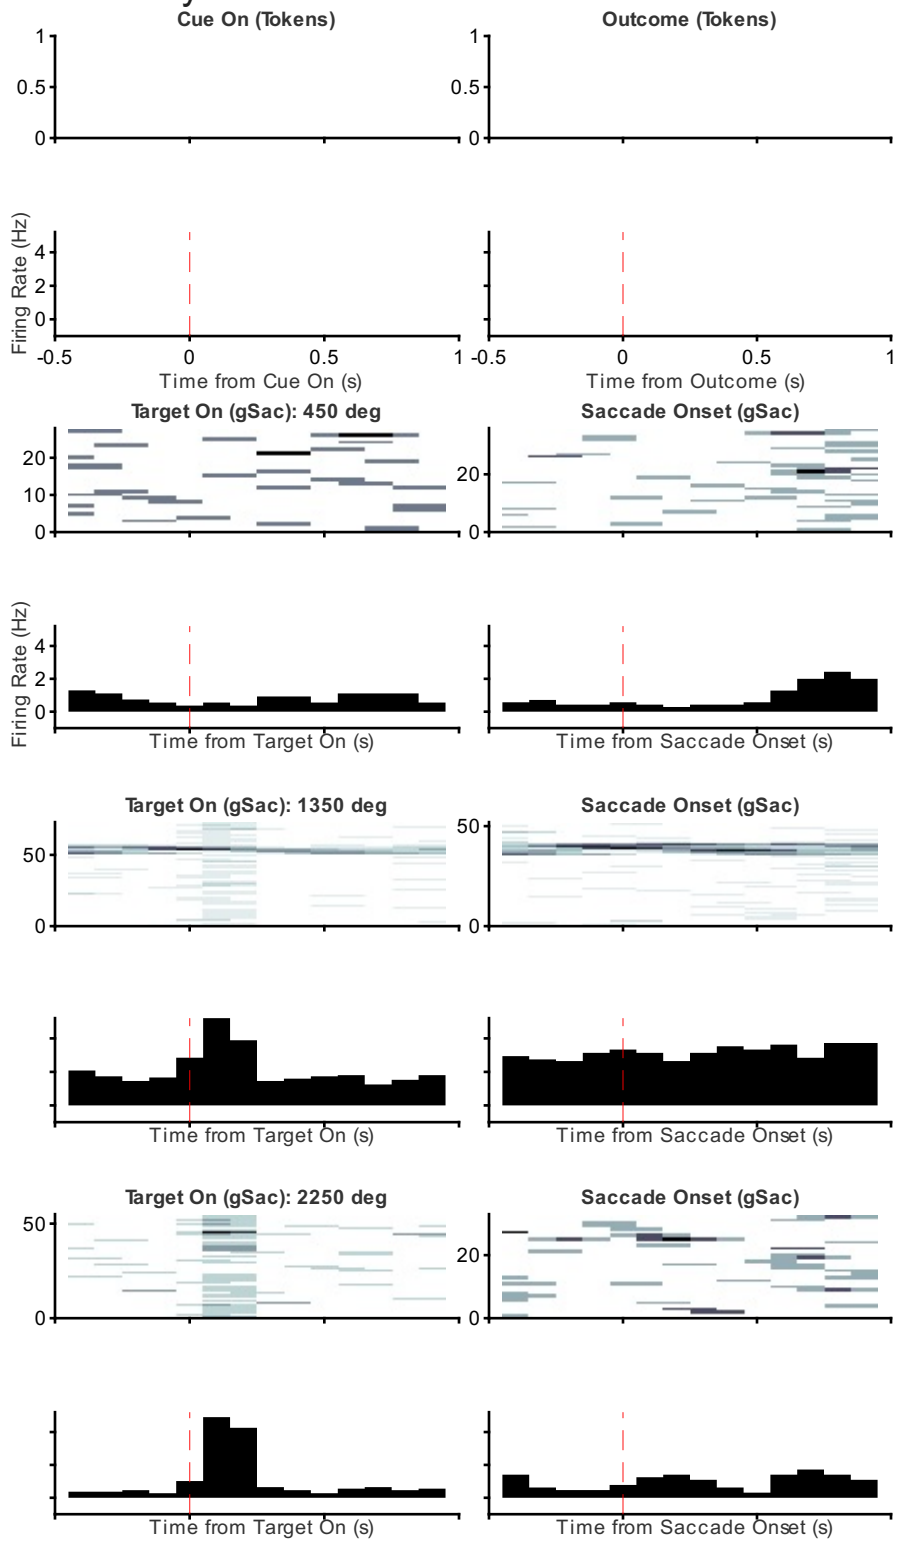 Cue On (Tokens) Outcome (Tokens)
1 1
0.5 0.5
0 0
Firing Rate (Hz)
4
2
0
-0.5 0 0.5 1 -0.5 0 0.5 1
Time from Cue On (s) Time from Outcome (s)
Target On (gSac): 450 deg Saccade Onset (gSac)
20 20
10
0 0
Firing Rate (Hz)
4
2
0
Time from Target On (s) Time from Saccade Onset (s)
Target On (gSac): 1350 deg Saccade Onset (gSac)
50 50
0 0
Time from Target On (s) Time from Saccade Onset (s)
Target On (gSac): 2250 deg Saccade Onset (gSac)
50 20
0 0
Time from Target On (s) Time from Saccade Onset (s)